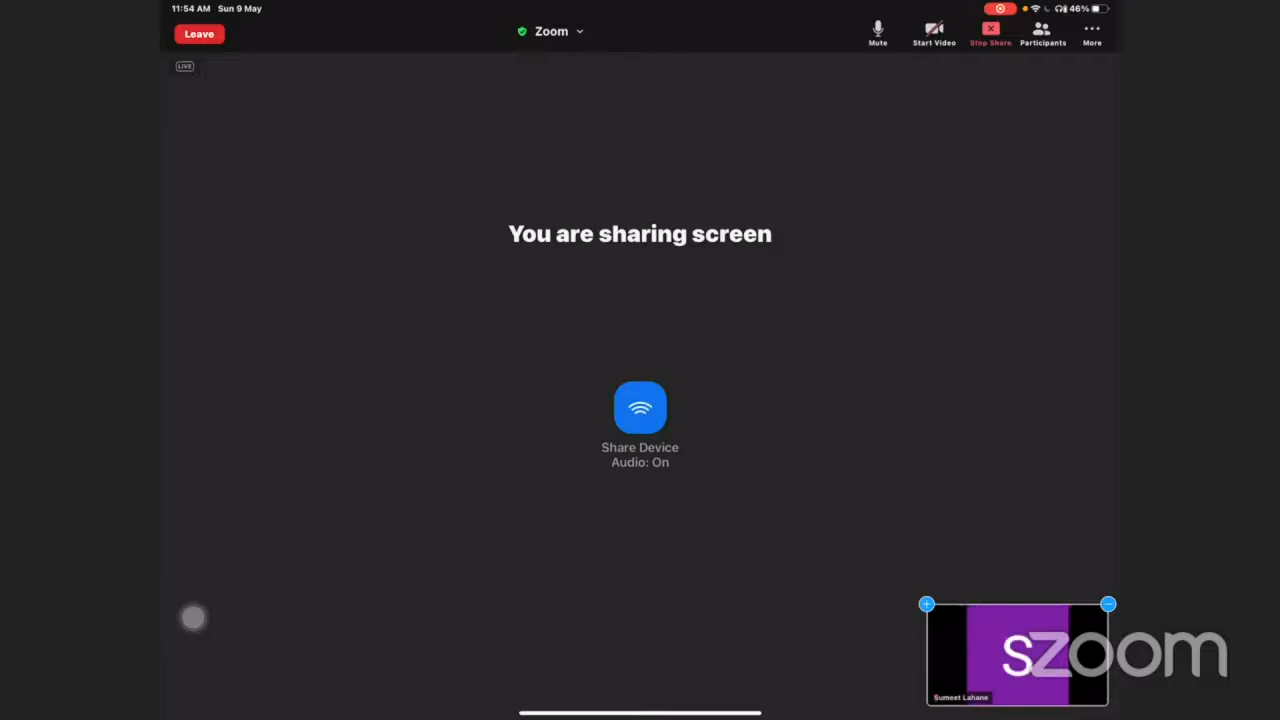 11:54 AM Sun 9 May
46%
Leave
Zoom
Mute
Start Video
Stop Share
Participants
More
LIVE
You are sharing screen
Share Device
Audio: On
S
zoom
Sumeet Lahane